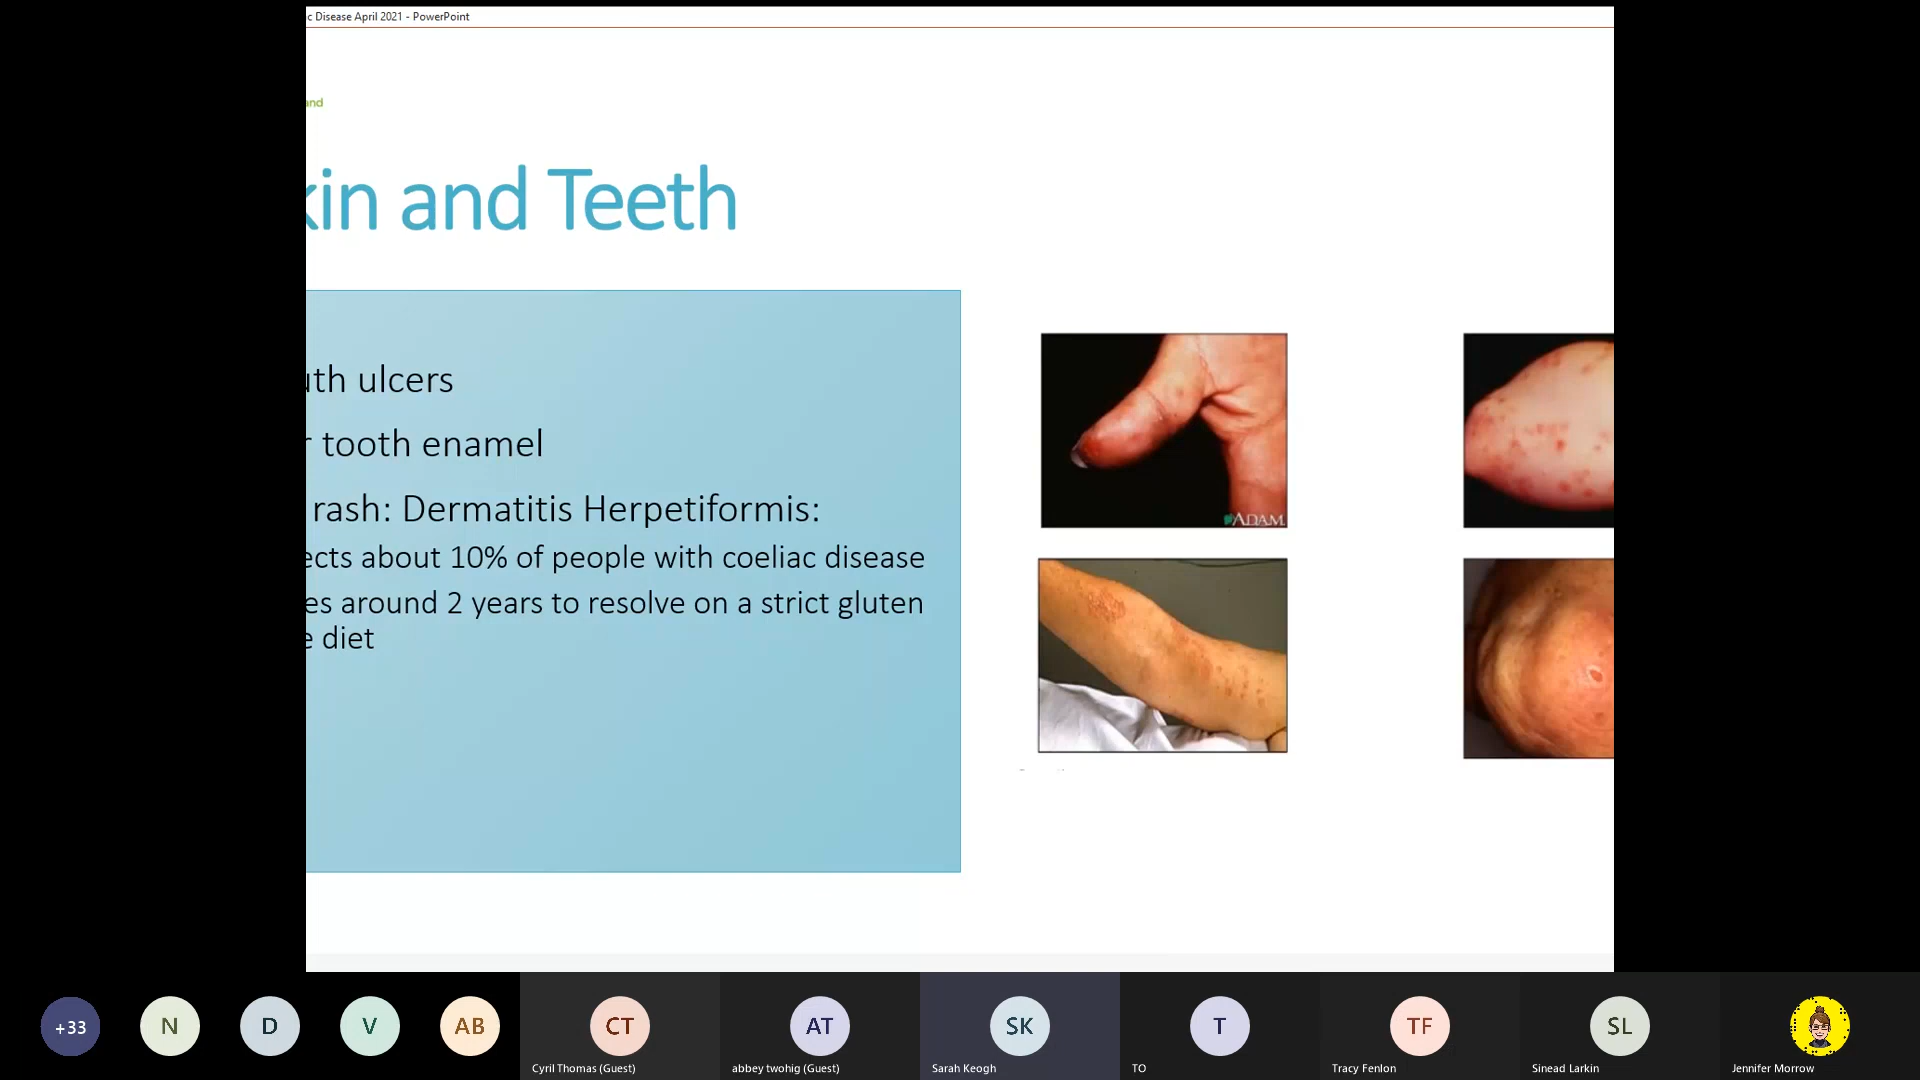 c Disease April 2021 - PowerPoint
and
kin and Teeth
uth ulcers
r tooth enamel
rash: Dermatitis Herpetiformis:
ects about 10% of people with coeliac disease
es around 2 years to resolve on a strict gluten
e diet
ADAM
+33
N
D
V
AB
CT
AT
SK
T
TF
SL
Cyril Thomas (Guest)
abbey twohig (Guest)
Sarah Keogh
TO
Tracy Fenlon
Sinead Larkin
Jennifer Morrow